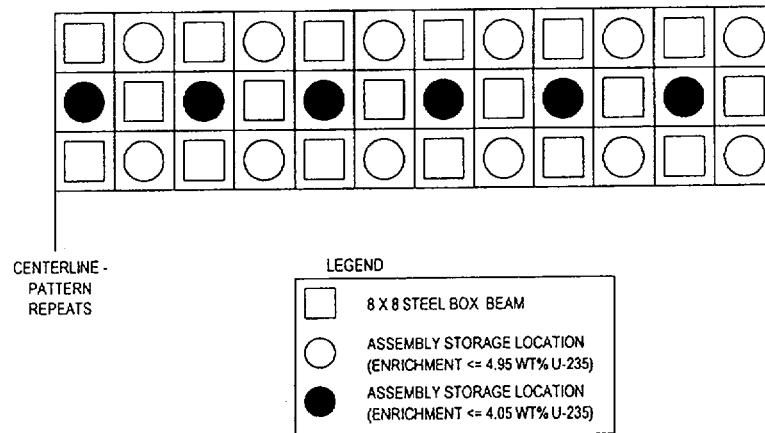 CENTERLINE -
PATTERN
REPEATS
LEGEND
8 X 8 STEEL BOX BEAM
ASSEMBLY STORAGE LOCATION
(ENRICHMENT <= 4.95 WT% U-235)
ASSEMBLY STORAGE LOCATION
(ENRICHMENT <= 4.05 WT% U-235)